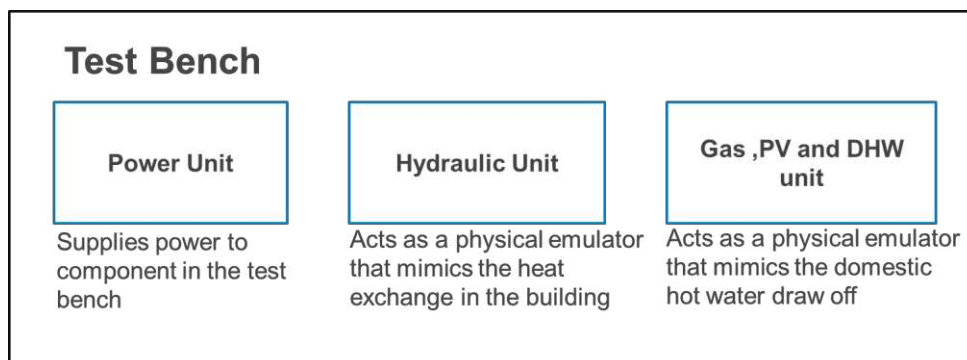 Test Bench
Power Unit
Hydraulic Unit
Gas ,PV and DHW
unit
Supplies power to
component in the test
bench
Acts as a physical emulator
that mimics the heat
exchange in the building
Acts as a physical emulator
that mimics the domestic
hot water draw off